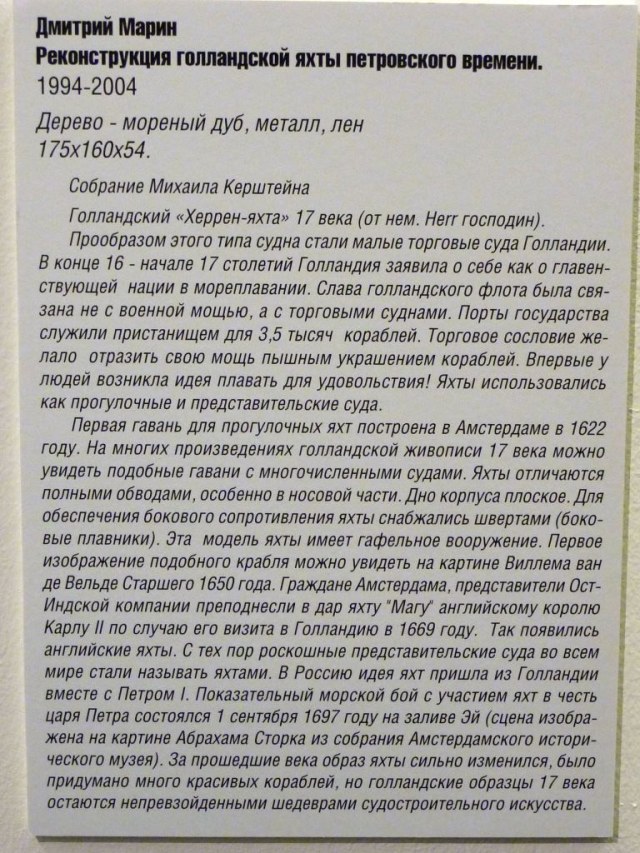 Дмитрий Марин
Реконструкция голландской яхты петровского времени.
1994-2004
Дерево - мореный дуб, металл, лен
175х160х54.
Собрание Михаила Керштейна
Голландский «Херрен-яхта» 17 века (от нем. Herr господин).
Прообразом этого типа судна стали малые торговые суда Голландии.
В конце 16 - начале 17 столетий Голландия заявила о себе как о главен-
ствующей нации в мореплавании. Слава голландского флота была свя-
зана не с военной мощью, а с торговыми суднами. Порты государства
служили пристанищем для 3,5 тысяч кораблей. Торговое сословие же-
лало отразить свою мощь пышным украшением кораблей. Впервые у
людей возникла идея плавать для удовольствия! Яхты использовались
как прогулочные и представительские суда.
Первая гавань для прогулочных яхт построена в Амстердаме в 1622
году. На многих произведениях голландской живописи 17 века можно
увидеть подобные гавани с многочисленными судами. Яхты отличаются
полными обводами, особенно в носовой части. Дно корпуса плоское. Для
обеспечения бокового сопротивления яхты снабжались швертами (боко-
вые плавники). Эта модель яхты имеет гафельное вооружение. Первое
изображение подобного крабля можно увидеть на картине Виллема ван
де Вельде Старшего 1650 года. Граждане Амстердама, представители Ост-
Индской компании преподнесли в дар яхту "Магу" английскому королю
Карлу II по случаю его визита в Голландию в 1669 году. Так появились
английские яхты. С тех пор роскошные представительские суда во всем
мире стали называть яхтами. В Россию идея яхт пришла из Голландии
вместе с Петром I. Показательный морской бой с участием яхт в честь
царя Петра состоялся 1 сентября 1697 году на заливе Эй (сцена изобра-
жена на картине Абрахама Сторка из собрания Амстердамского истори-
ческого музея). За прошедшие века образ яхты сильно изменился, было
придумано много красивых кораблей, но голландские образцы 17 века
остаются непревзойденными шедеврами судостроительного искусства.